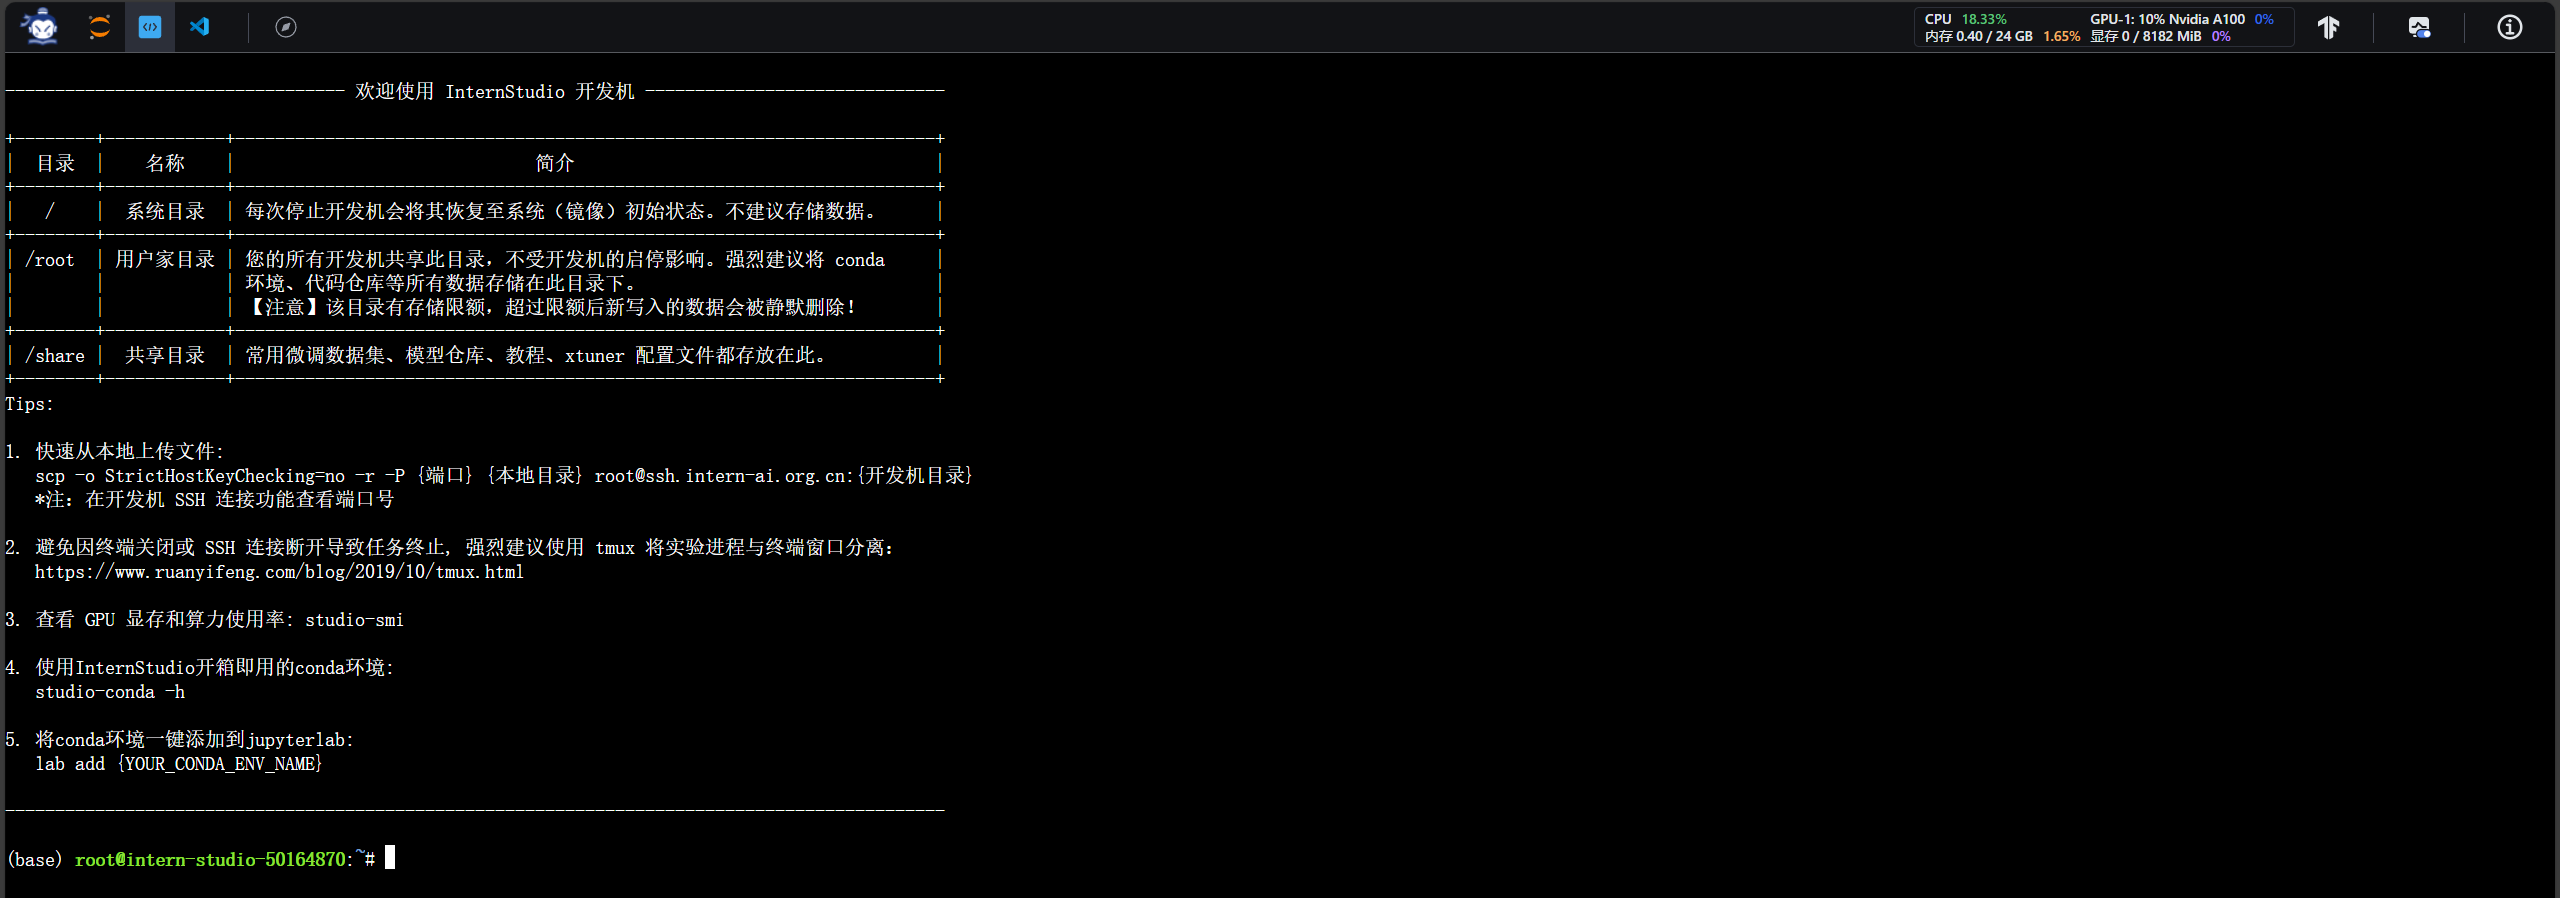 CPU 18.33% GPU-1: 10% Nvidia A100 0%
内存 0.40 / 24 GB 1.65% 显存 0 / 8182 MiB 0%
---------------------------------- 欢迎使用 InternStudio 开发机 ------------------------------
+--------+------------+----------------------------------------------------------------------+
| 目录 | 名称 | 简介 |
+--------+------------+----------------------------------------------------------------------+
| / | 系统目录 | 每次停止开发机会将其恢复至系统（镜像）初始状态。不建议存储数据。 |
+--------+------------+----------------------------------------------------------------------+
| /root | 用户家目录 | 您的所有开发机共享此目录，不受开发机的启停影响。强烈建议将 conda |
| | | 环境、代码仓库等所有数据存储在此目录下。 |
| | | 【注意】该目录有存储限额，超过限额后新写入的数据会被静默删除！ |
+--------+------------+----------------------------------------------------------------------+
| /share | 共享目录 | 常用微调数据集、模型仓库、教程、xtuner 配置文件都存放在此。 |
+--------+------------+----------------------------------------------------------------------+
Tips:
1. 快速从本地上传文件:
scp -o StrictHostKeyChecking=no -r -P {端口} {本地目录} root@ssh.intern-ai.org.cn:{开发机目录}
*注: 在开发机 SSH 连接功能查看端口号
2. 避免因终端关闭或 SSH 连接断开导致任务终止, 强烈建议使用 tmux 将实验进程与终端窗口分离:
https://www.ruanyifeng.com/blog/2019/10/tmux.html
3. 查看 GPU 显存和算力使用率: studio-smi
4. 使用InternStudio开箱即用的conda环境:
studio-conda -h
5. 将conda环境一键添加到jupyterlab:
lab add {YOUR_CONDA_ENV_NAME}
----------------------------------------------------------------------------------------------
(base) root@intern-studio-50164870:~#